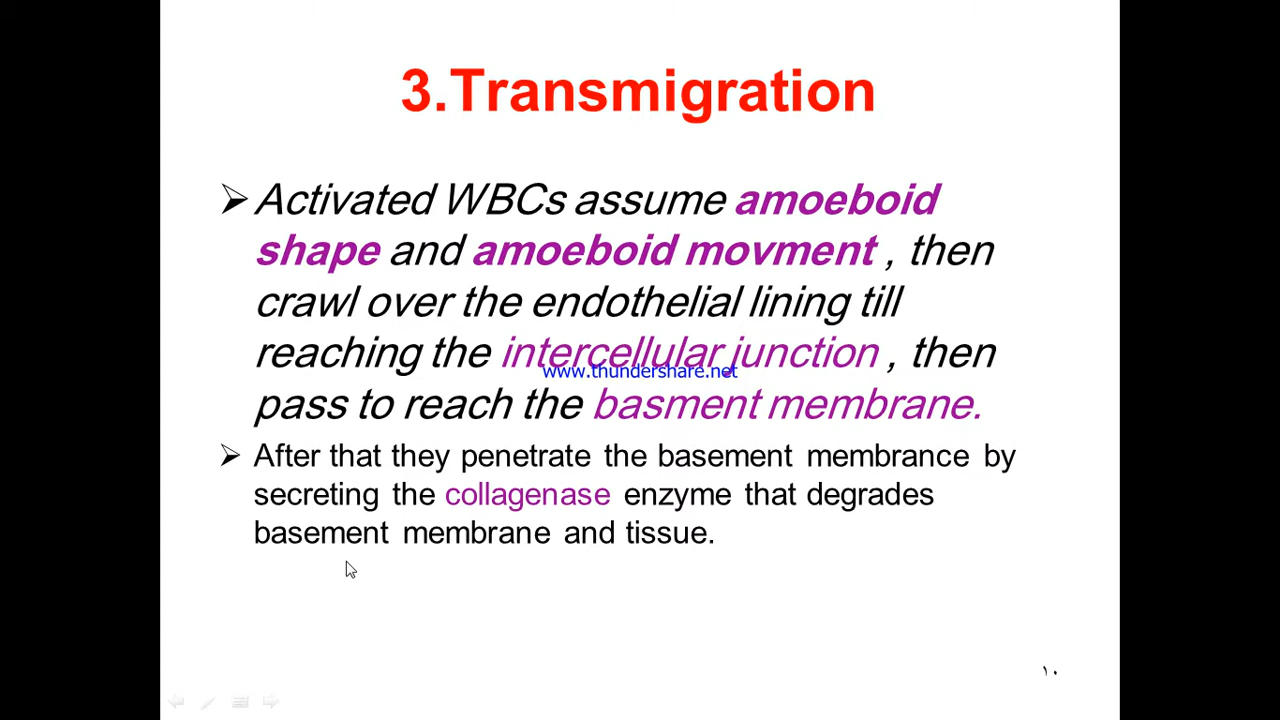 3.Transmigration
Activated WBCs assume amoeboid
shape and amoeboid movment , then
crawl over the endothelial lining till
reaching the intercellular junction , then
www.thundershare.net
pass to reach the basment membrane.
After that they penetrate the basement membrance by
secreting the collagenase enzyme that degrades
basement membrane and tissue.
١٠